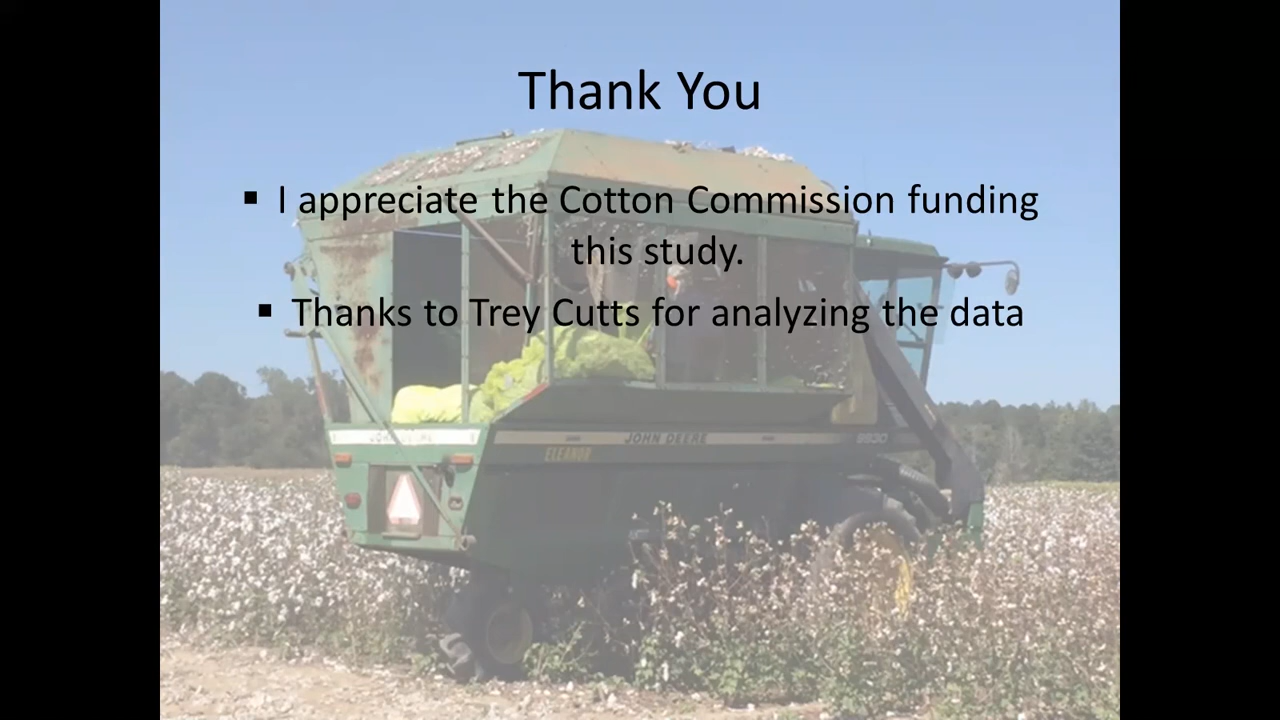 Thank You
▪ I appreciate the Cotton Commission funding
this study.
▪ Thanks to Trey Cutts for analyzing the data
JOHN DEERE
ELEANOR